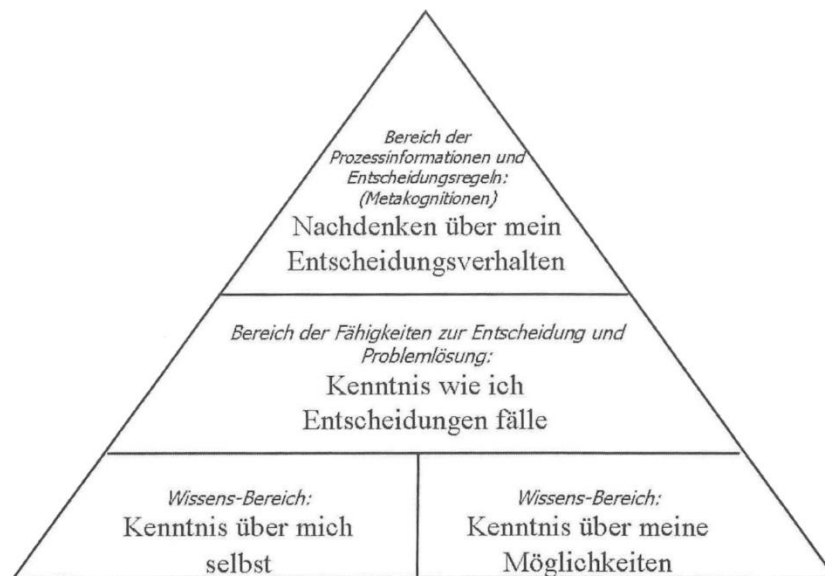 Bereich der
Prozessinformationen und
Entscheidungsregeln:
(Metakognitionen)
Nachdenken über mein
Entscheidungsverhalten
Bereich der Fähigkeiten zur Entscheidung und
Problemlösung:
Kenntnis wie ich
Entscheidungen fälle
Wissens-Bereich:
Kenntnis über mich
selbst
Wissens-Bereich:
Kenntnis über meine
Möglichkeiten